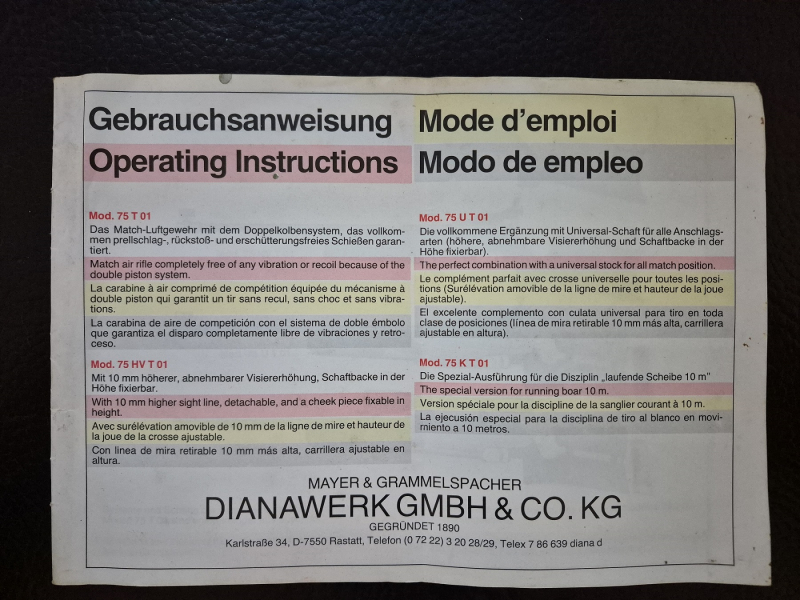 Gebrauchsanweisung
Operating Instructions
Mode d'emploi
Modo de empleo
Mod. 75 T 01
Das Match-Luftgewehr mit dem Doppelkolbensystem, das vollkom-
men prellschlag-, rückstoß- und erschütterungsfreies Schießen garan-
tiert.
Match air rifle completely free of any vibration or recoil because of the
double piston system.
La carabine à air comprimé de compétition équipée du mécanisme à
double piston qui garantit un tir sans recul, sans choc et sans vibra-
tions.
La carabina de aire de competición con el sistema de doble émbolo
que garantiza el disparo completamente libre de vibraciones y retro-
ceso.
Mod. 75 HV T 01
Mit 10 mm höherer, abnehmbarer Visiererhöhung, Schaftbacke in der
Höhe fixierbar.
With 10 mm higher sight line, detachable, and a cheek piece fixable in
height.
Avec surélévation amovible de 10 mm de la ligne de mire et hauteur de
la joue de la crosse ajustable.
Con linea de mira retirable 10 mm más alta, carrillera ajustable en
altura.
Mod. 75 U T 01
Die vollkommene Ergänzung mit Universal-Schaft für alle Anschlags-
arten (höhere, abnehmbare Visiererhöhung und Schaftbacke in der
Höhe fixierbar).
The perfect combination with a universal stock for all match position.
Le complément parfait avec crosse universelle pour toutes les posi-
tions (Surélévation amovible de la ligne de mire et hauteur de la joue
ajustable).
El excelente complemento con culata universal para tiro en toda
clase de posiciones (línea de mira retirable 10 mm más alta, carrillera
ajustable en altura).
Mod. 75 K T 01
Die Spezial-Ausführung für die Disziplin „laufende Scheibe 10 m"
The special version for running boar 10 m.
Version spéciale pour la discipline de la sanglier courant à 10 m.
La ejecusión especial para la disciplina de tiro al blanco en movi-
miento a 10 metros.
MAYER & GRAMMELSPACHER
DIANAWERK GMBH & CO. KG
GEGRÜNDET 1890
Karlstraße 34, D-7550 Rastatt, Telefon (0 72 22) 3 20 28/29, Telex 7 86 639 diana d